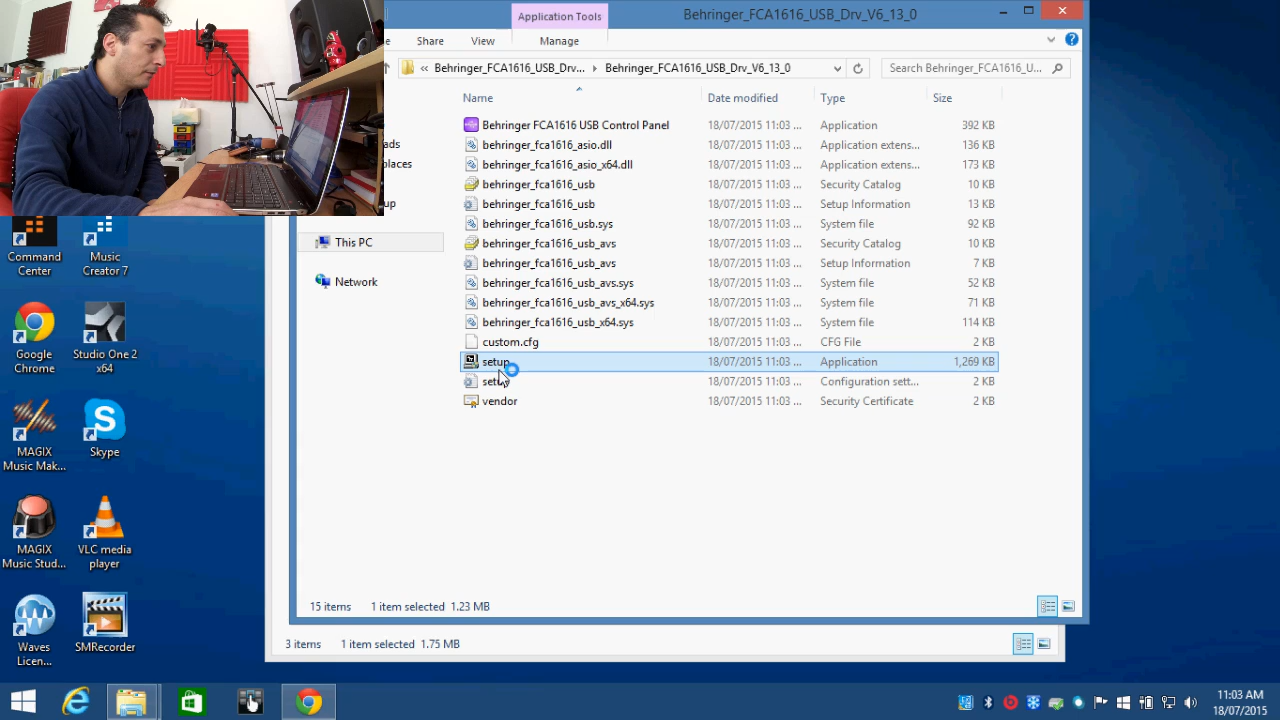 Application Tools
Behringer_FCA1616_USB_Drv_V6_13_0
Share
View
Manage
Behringer_FCA1616_USB_Drv...
Behringer_FCA1616_USB_Drv_V6_13_0
Search Behringer_FCA1616_U...
Name
Date modified
Type
Size
Behringer FCA1616 USB Control Panel 18/07/2015 11:03 ... Application 392 KB
behringer_fca1616_asio.dll 18/07/2015 11:03 ... Application extens... 136 KB
behringer_fca1616_asio_x64.dll 18/07/2015 11:03 ... Application extens... 173 KB
behringer_fca1616_usb 18/07/2015 11:03 ... Security Catalog 10 KB
behringer_fca1616_usb 18/07/2015 11:03 ... Setup Information 13 KB
behringer_fca1616_usb.sys 18/07/2015 11:03 ... System file 92 KB
behringer_fca1616_usb_avs 18/07/2015 11:03 ... Security Catalog 10 KB
behringer_fca1616_usb_avs 18/07/2015 11:03 ... Setup Information 7 KB
behringer_fca1616_usb_avs.sys 18/07/2015 11:03 ... System file 52 KB
behringer_fca1616_usb_avs_x64.sys 18/07/2015 11:03 ... System file 71 KB
behringer_fca1616_usb_x64.sys 18/07/2015 11:03 ... System file 114 KB
custom.cfg 18/07/2015 11:03 ... CFG File 2 KB
setup 18/07/2015 11:03 ... Application 1,269 KB
18/07/2015 11:03 ... Configuration sett... 2 KB
vendor 18/07/2015 11:03 ... Security Certificate 2 KB
This PC
Network
15 items 1 item selected 1.23 MB
3 items 1 item selected 1.75 MB
Command
Center
Music
Creator 7
Google
Chrome
Studio One 2
x64
MAGIX
Music Mak...
Skype
MAGIX
Music Stud...
VLC media
player
Waves
Licen...
SMRecorder
11:03 AM
18/07/2015